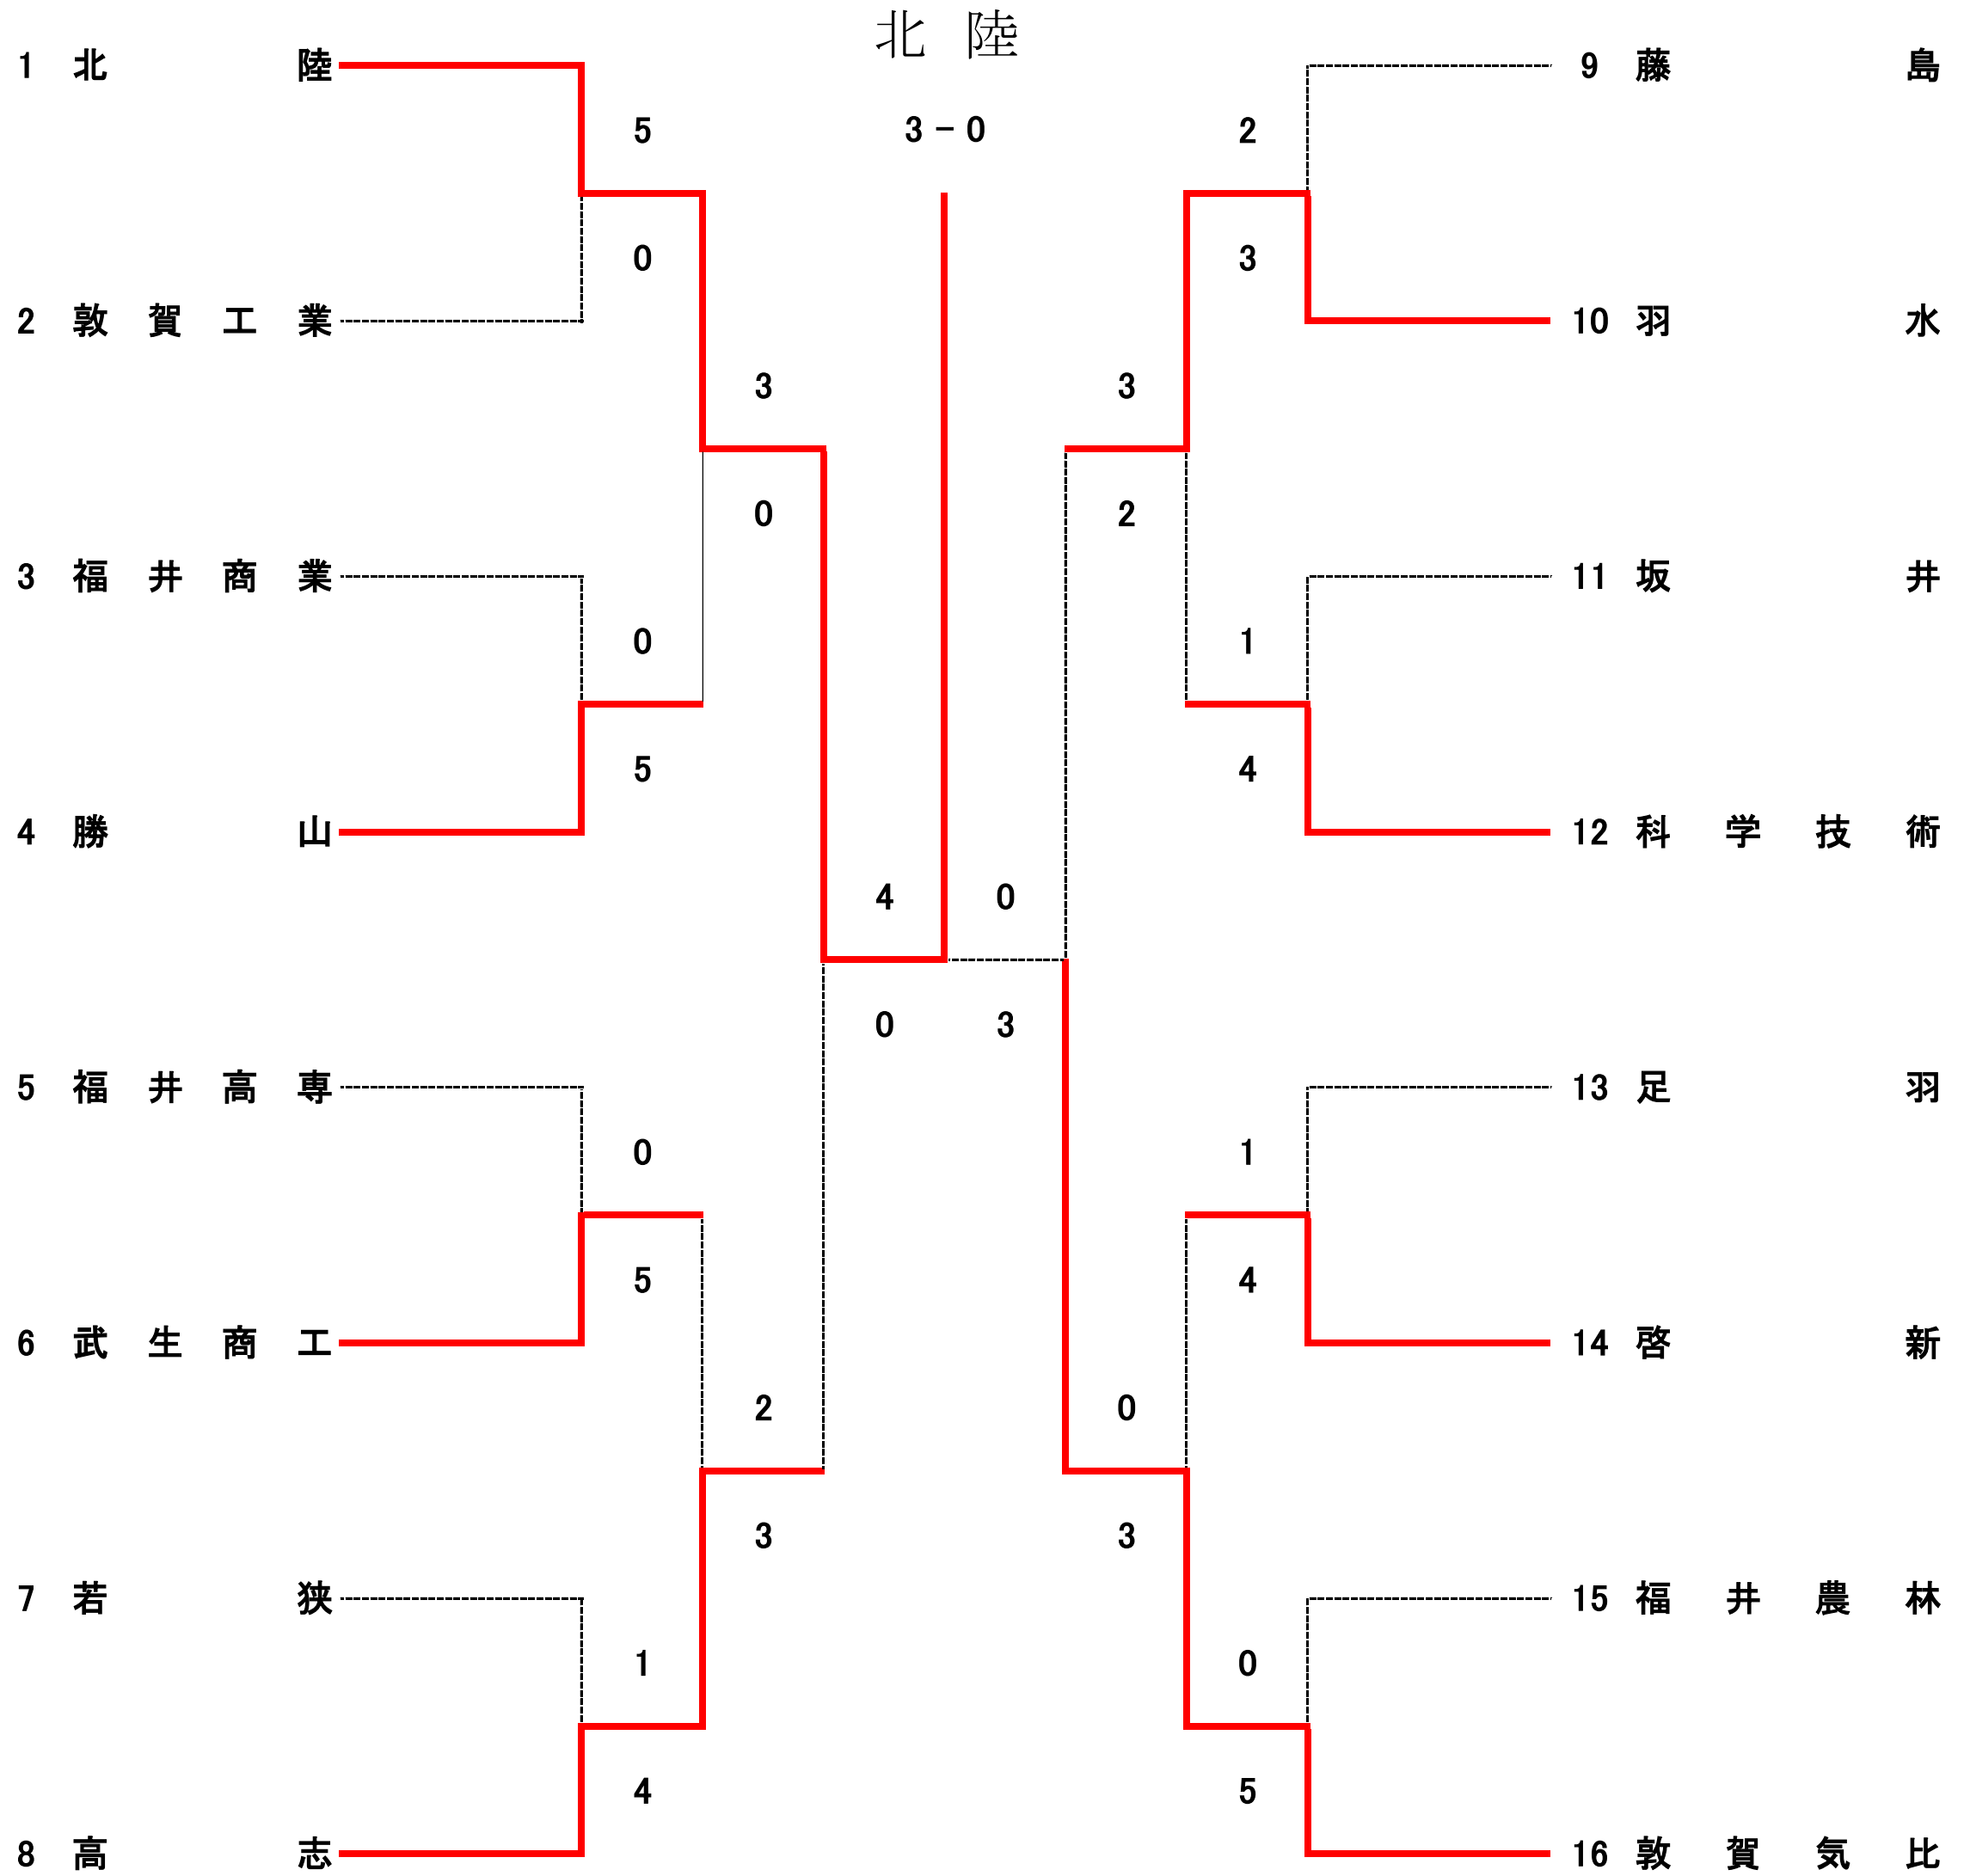 北 陸
1 北 陸
5
3-0
2
9 藤 島
0
3
2 敦 賀 工 業
10 羽 水
3
3
0
2
3 福 井 商 業
11 坂 井
0
1
5
4
4 勝 山
12 科 学 技 術
4
0
0
3
5 福 井 高 専
13 足 羽
0
1
5
4
6 武 生 商 工
14 啓 新
2
0
3
3
7 若 狭
15 福 井 農 林
1
0
4
5
8 高 志
16 敦 賀 気 比